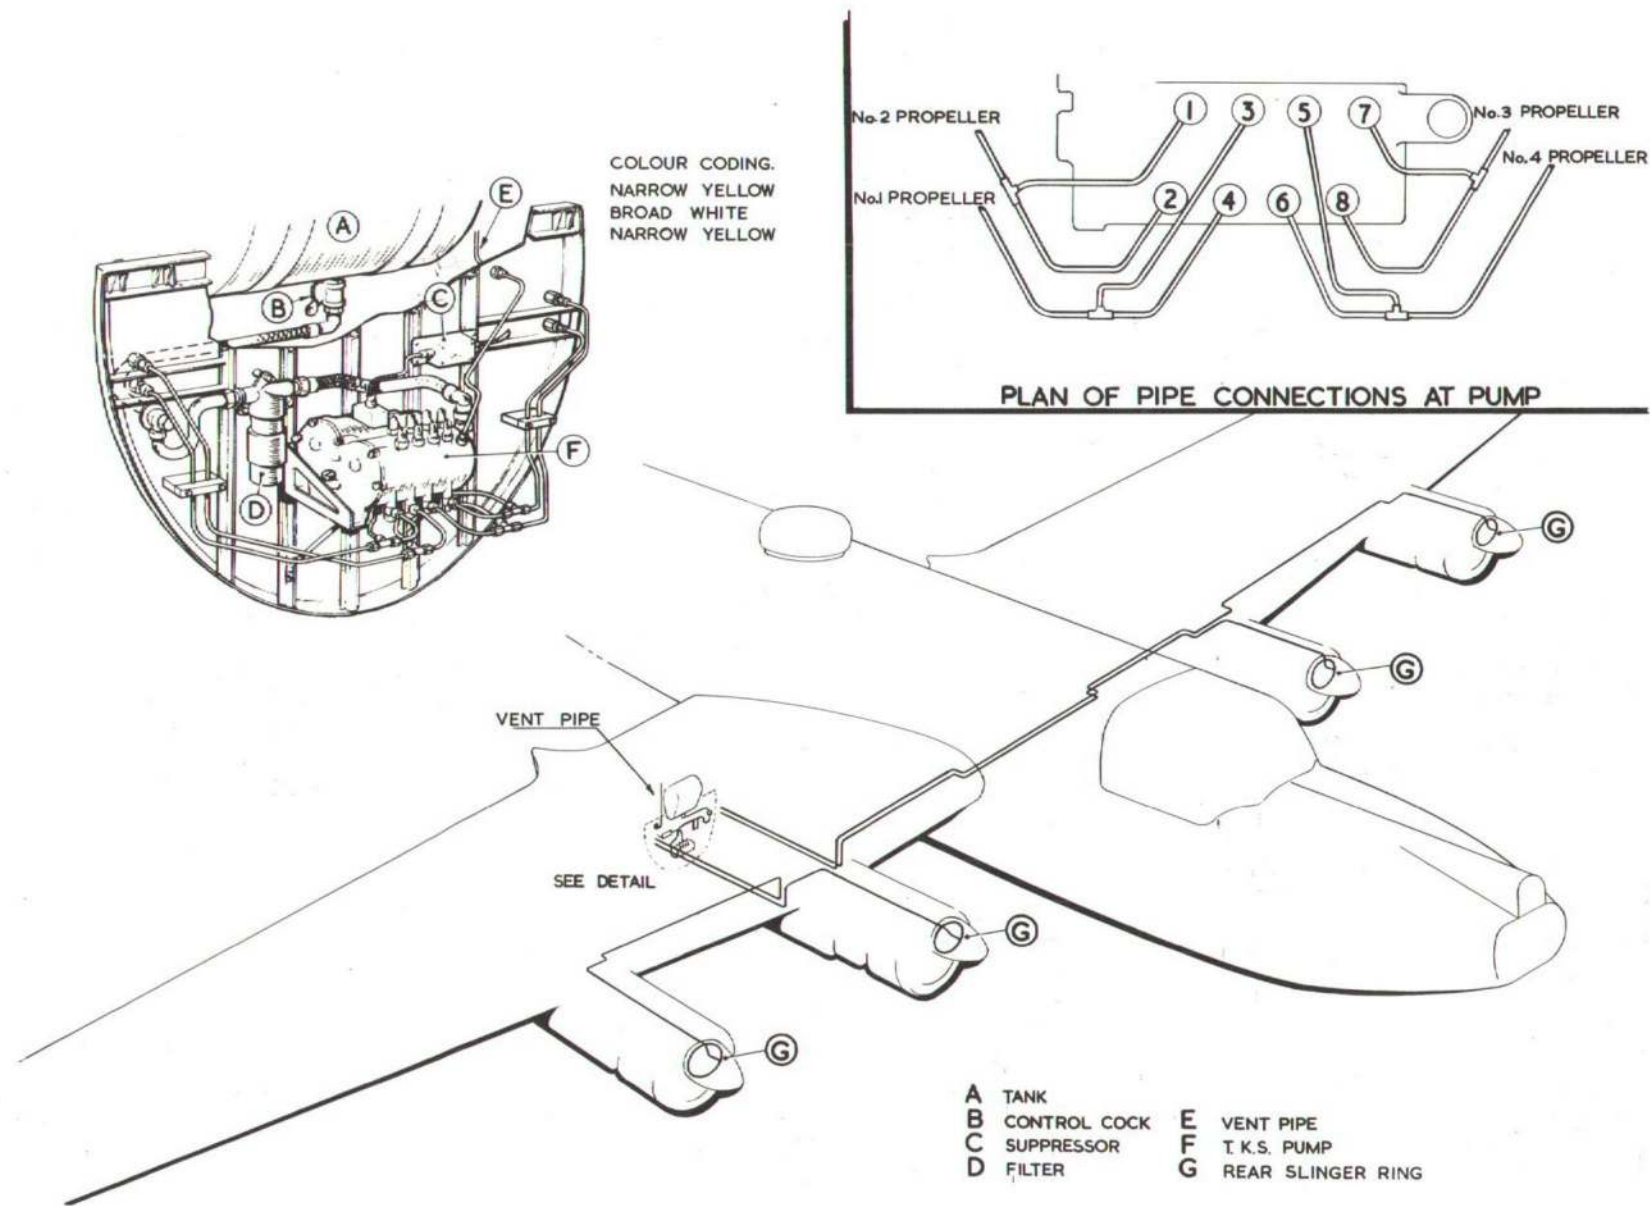 No.2 PROPELLER
No.1 PROPELLER
1
3
5
7
2
4
6
8
No.3 PROPELLER
No.4 PROPELLER
PLAN OF PIPE CONNECTIONS AT PUMP
COLOUR CODING.
NARROW YELLOW
BROAD WHITE
NARROW YELLOW
A
B
C
D
E
F
VENT PIPE
SEE DETAIL
G
G
G
G
A TANK
B CONTROL COCK
C SUPPRESSOR
D FILTER
E VENT PIPE
F T.K.S. PUMP
G REAR SLINGER RING